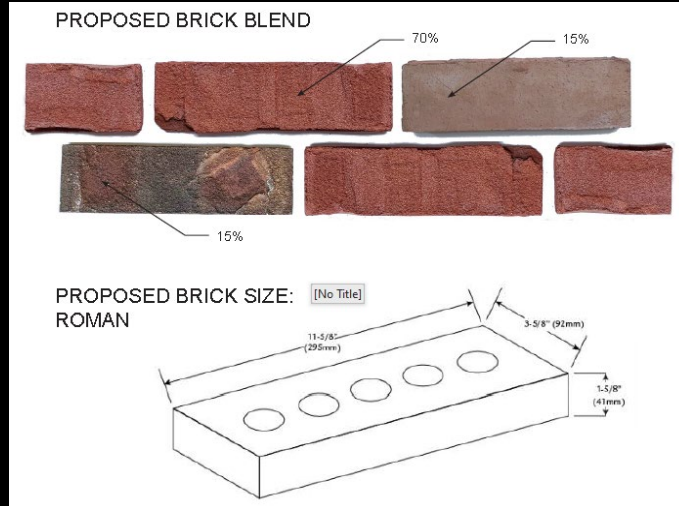 PROPOSED BRICK BLEND
70%
15%
15%
PROPOSED BRICK SIZE:
ROMAN
[No Title]
11-5/8"
(295mm)
3-5/8" (92mm)
1-5/8"
(41mm)